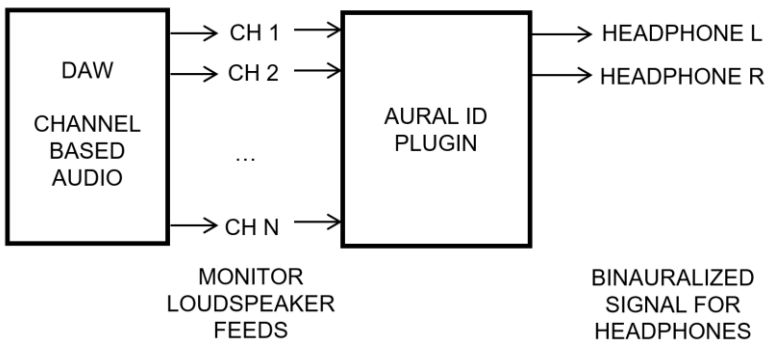 DAW
CHANNEL
BASED
AUDIO
CH 1
CH 2
...
CH N
MONITOR
LOUDSPEAKER
FEEDS
AURAL ID
PLUGIN
HEADPHONE L
HEADPHONE R
BINAURALIZED
SIGNAL FOR
HEADPHONES